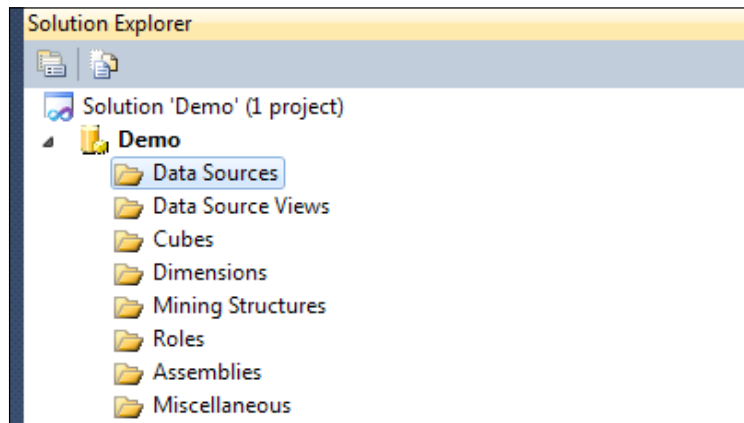 Solution Explorer
Solution 'Demo' (1 project)
Demo
Data Sources
Data Source Views
Cubes
Dimensions
Mining Structures
Roles
Assemblies
Miscellaneous